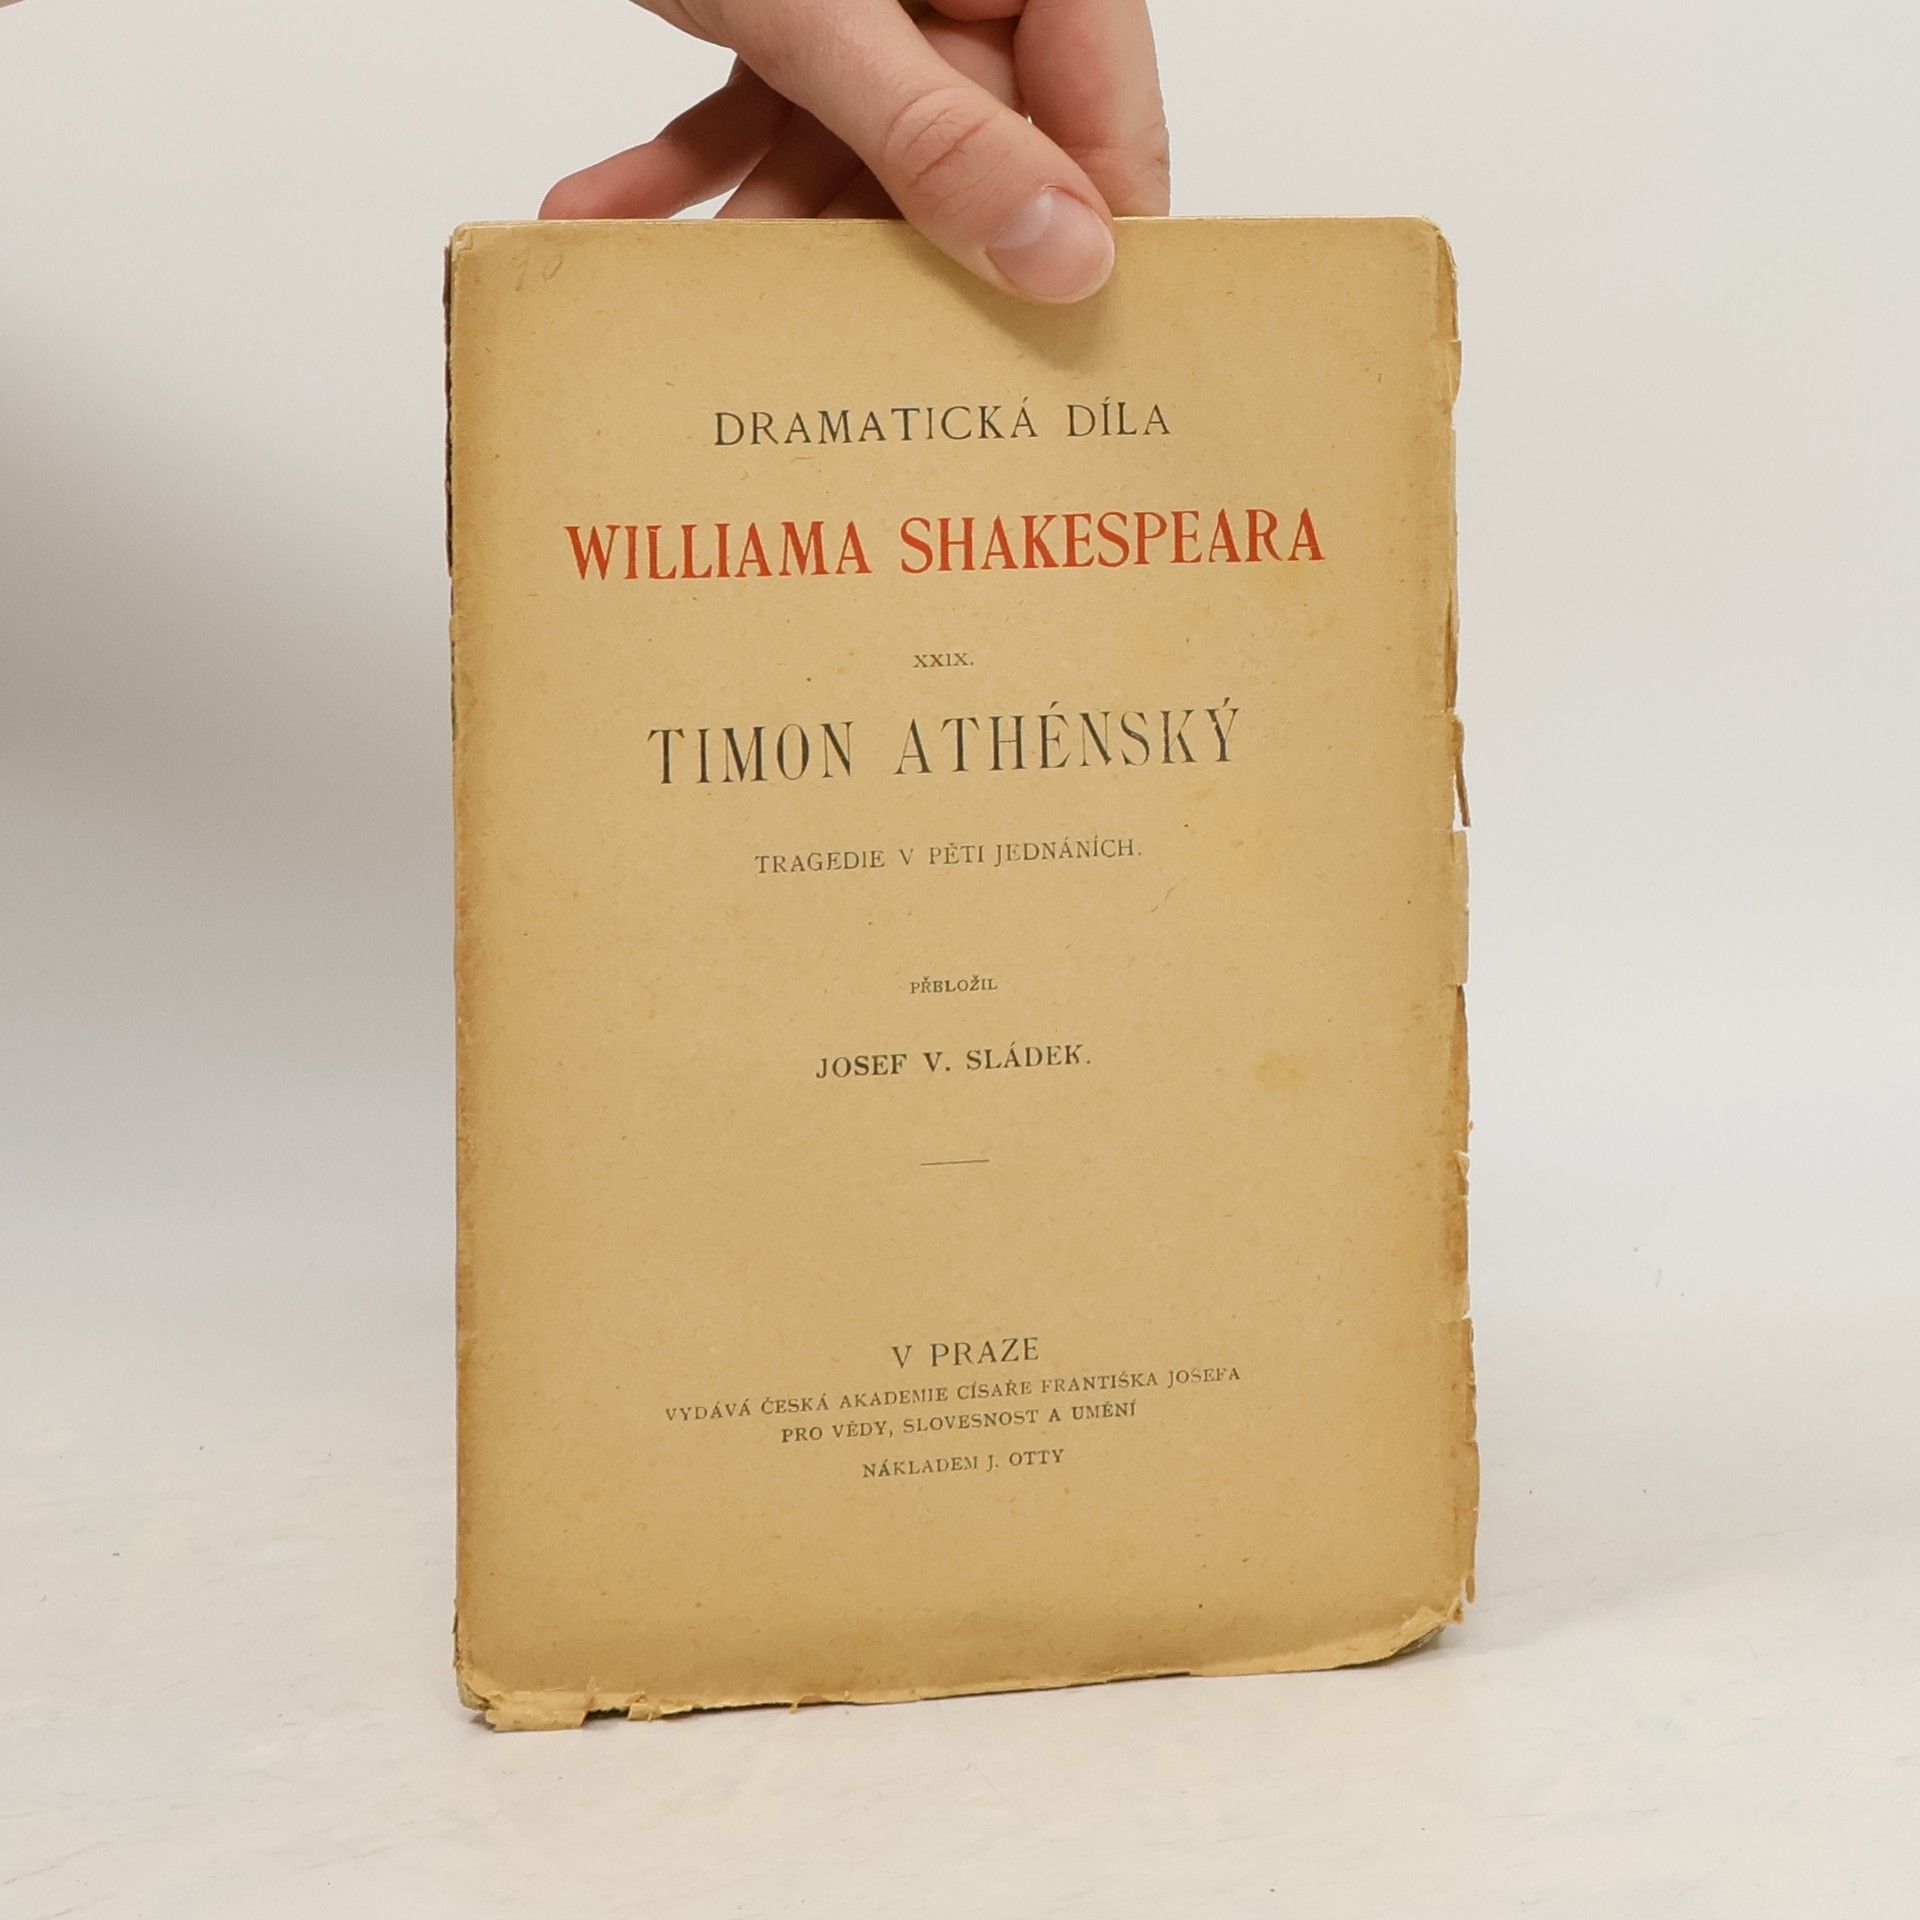 90
DRAMATICKÁ DÍLA
WILLIAMA SHAKESPEARA
XXIX.
TIMON ATHÉNSKÝ
TRAGEDIE V PĚTI JEDNÁNÍCH.
PŘELOŽIL
JOSEF V. SLÁDEK.
V PRAZE
VYDÁVÁ ČESKÁ AKADEMIE CÍSAŘE FRANTIŠKA JOSEFA
PRO VĚDY, SLOVESNOST A UMĚNÍ
NÁKLADEM J. OTTY